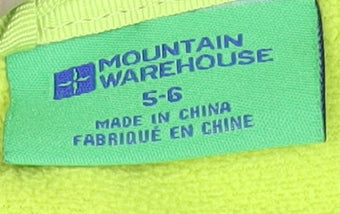 MOUNTAIN
WAREHOUSE
5-6
MADE IN CHINA
FABRIQUÉ EN CHINE